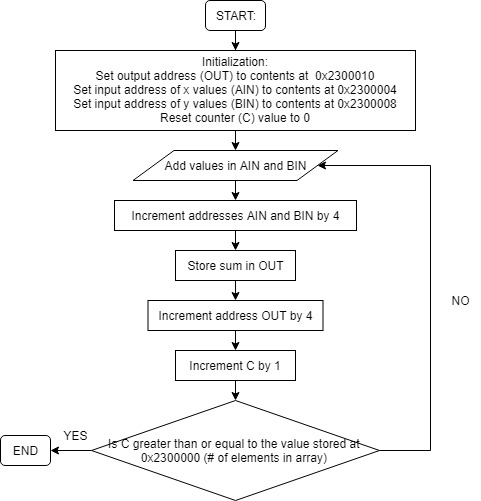 START:
Initialization:
Set output address (OUT) to contents at 0x2300010
Set input address of x values (AIN) to contents at 0x2300004
Set input address of y values (BIN) to contents at 0x2300008
Reset counter (C) value to 0
Add values in AIN and BIN
Increment addresses AIN and BIN by 4
Store sum in OUT
Increment address OUT by 4
Increment C by 1
Is C greater than or equal to the value stored at
0x2300000 (# of elements in array)
YES
END
NO